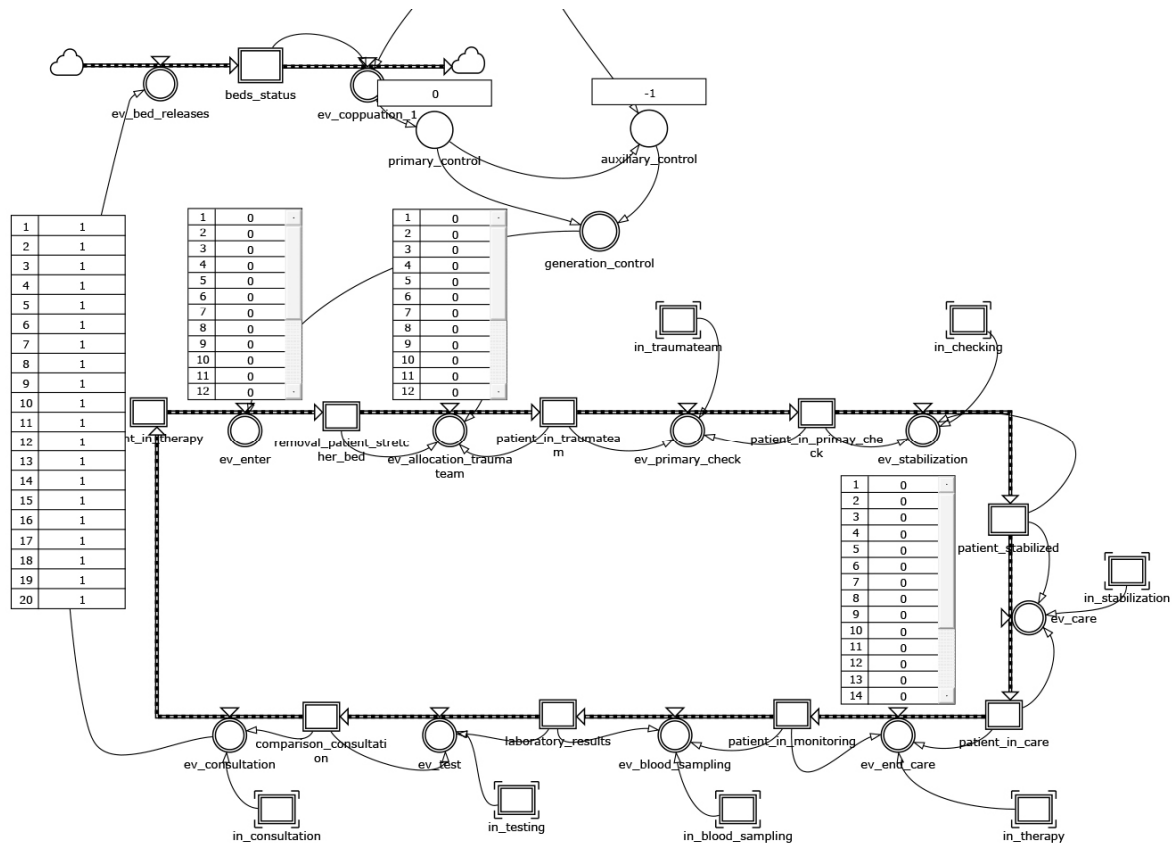 beds_status
ev_bed_releases
ev_coppuation_1
0
-1
primary_control
auxiliary_control
generation_control
1 1
2 1
3 1
4 1
5 1
6 1
7 1
8 1
9 1
10 1
11 1
12 1
13 1
14 1
15 1
16 1
17 1
18 1
19 1
20 1
1 0
2 0
3 0
4 0
5 0
6 0
7 0
8 0
9 0
10 0
11 0
12 0
1 0
2 0
3 0
4 0
5 0
6 0
7 0
8 0
9 0
10 0
11 0
12 0
in_traumateam
in_checking
nt_in_therapy
ev_enter
removal_patient_stretc
her_bed
ev_allocation_trauma
team
patient_in_traumatea
m
ev_primary_check
patient_in_primay_che
ck
ev_stabilization
1 0
2 0
3 0
4 0
5 0
6 0
7 0
8 0
9 0
10 0
11 0
12 0
13 0
14 0
patient_stabilized
in_stabilization
ev_care
ev_consultation
comparison_consultati
on
ev_test
laboratory_results
ev_blood_sampling
patient_in_monitoring
ev_end_care
patient_in_care
in_consultation
in_testing
in_blood_sampling
in_therapy